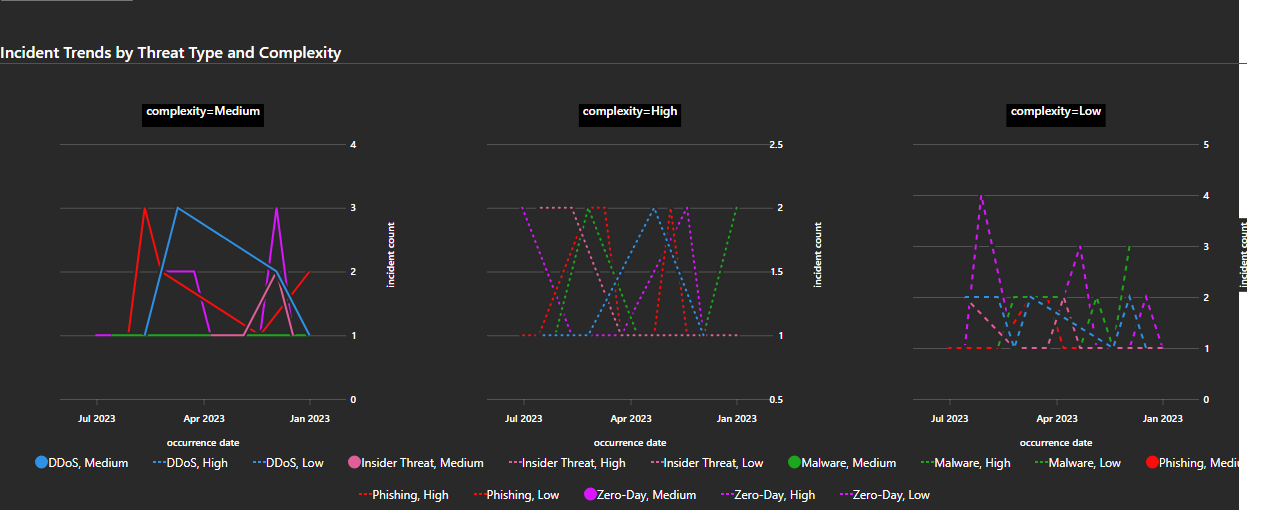 Incident Trends by Threat Type and Complexity
complexity=Medium
complexity=High
complexity=Low
4
3
2
1
0
incident count
Jul 2023 Apr 2023 Jan 2023
occurrence date
2.5
2
1.5
1
0.5
incident count
Jul 2023 Apr 2023 Jan 2023
occurrence date
5
4
3
2
1
0
incident count
Jul 2023 Apr 2023 Jan 2023
occurrence date
DDoS, Medium DDoS, High DDoS, Low Insider Threat, Medium Insider Threat, High Insider Threat, Low Malware, Medium Malware, High Malware, Low Phishing, Mediu
Phishing, High Phishing, Low Zero-Day, Medium Zero-Day, High Zero-Day, Low